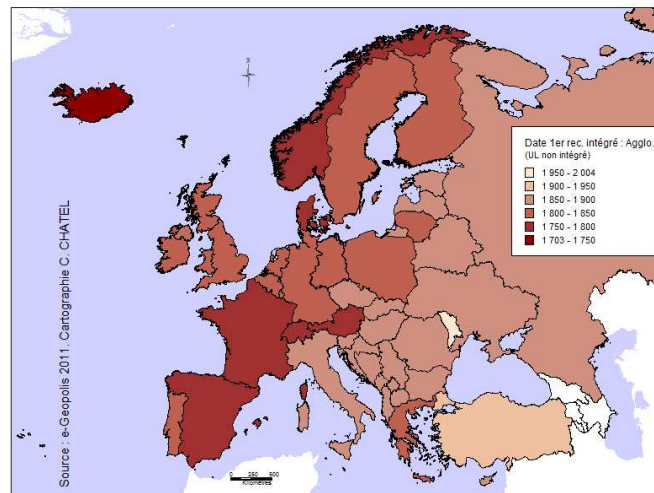 Date 1er rec. intégré : Agglo.
(UL non intégré)
1 950 - 2 004
1 900 - 1 950
1 850 - 1 900
1 800 - 1 850
1 750 - 1 800
1 703 - 1 750
Source : e-Geopolis 2011. Cartographie C. CHATEL
0 250 500
Kilomètres